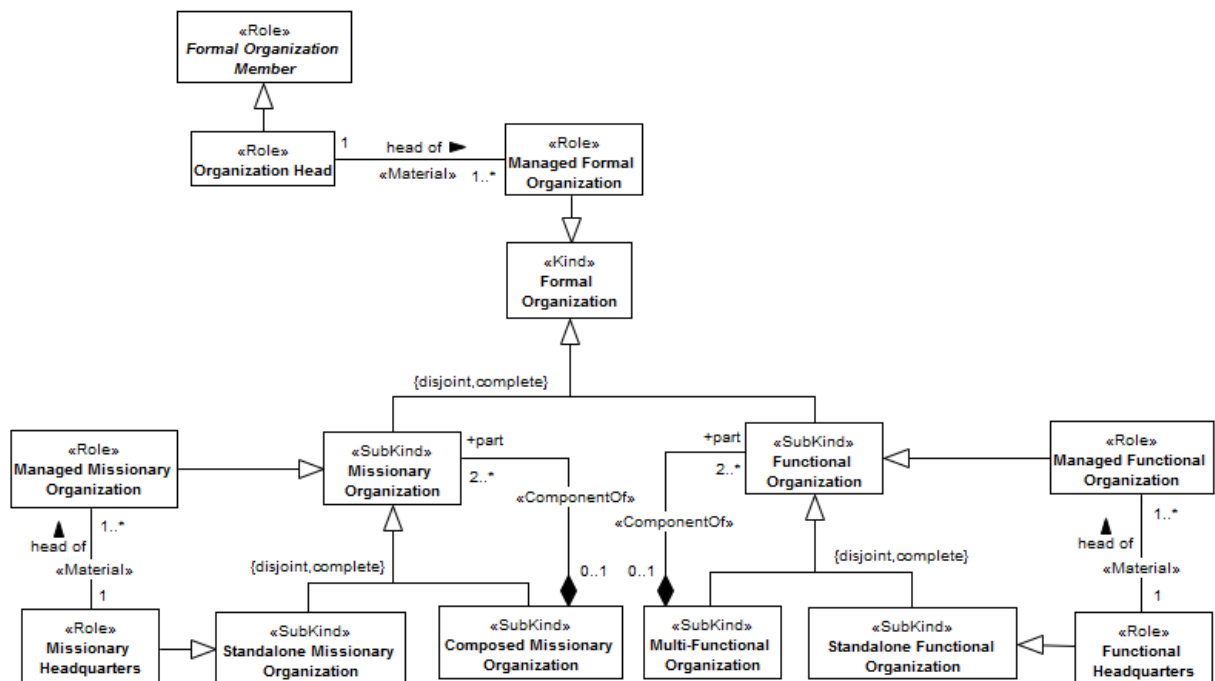 «Role»
Formal Organization
Member
«Role»
Organization Head
1
head of ►
«Material»
1..*
«Role»
Managed Formal
Organization
«Kind»
Formal
Organization
{disjoint,complete}
«Role»
Managed Missionary
Organization
«SubKind»
Missionary
Organization
+part
2..*
«ComponentOf»
0..1
+part
2..*
«ComponentOf»
0..1
«SubKind»
Functional
Organization
«Role»
Managed Functional
Organization
1..*
▲
head of
«Material»
1
{disjoint,complete}
{disjoint,complete}
1..*
▲
head of
«Material»
1
«Role»
Missionary
Headquarters
«SubKind»
Standalone Missionary
Organization
«SubKind»
Composed Missionary
Organization
«SubKind»
Multi-Functional
Organization
«SubKind»
Standalone Functional
Organization
«Role»
Functional
Headquarters